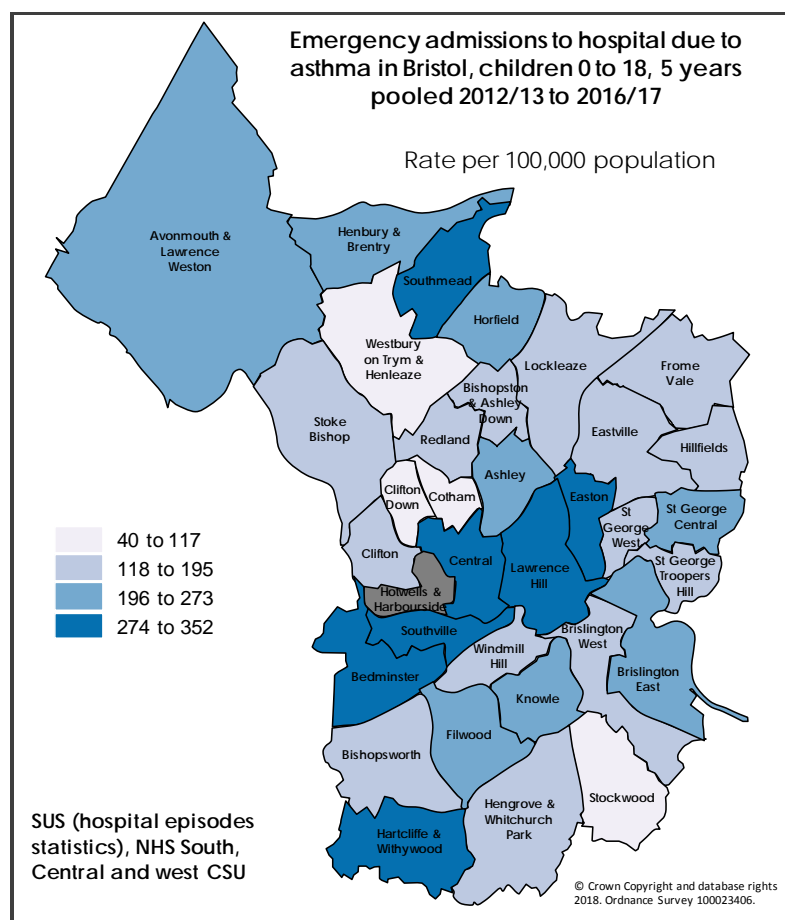 Emergency admissions to hospital due to
asthma in Bristol, children 0 to 18, 5 years
pooled 2012/13 to 2016/17
Rate per 100,000 population
Avonmouth &
Lawrence
Weston
Henbury &
Brentry
Southmead
Horfield
Westbury
on Trym &
Henleaze
Lockleaze
Frome
Vale
Bishopston
& Ashley
Down
Stoke
Bishop
Redland
Eastville
Hillfields
Ashley
Clifton
Down
Cotham
Easton
St George
Central
St
George
West
40 to 117
118 to 195
196 to 273
274 to 352
Clifton
Central
Lawrence
Hill
St George
Troopers
Hill
Hotwells &
Harbourside
Southville
Brislington
West
Windmill
Hill
Bedminster
Brislington
East
Knowle
Filwood
Bishopsworth
Stockwood
Hengrove &
Whitchurch
Park
Hartcliffe &
Withywood
SUS (hospital episodes
statistics), NHS South,
Central and west CSU
© Crown Copyright and database rights
2018. Ordnance Survey 100023406.